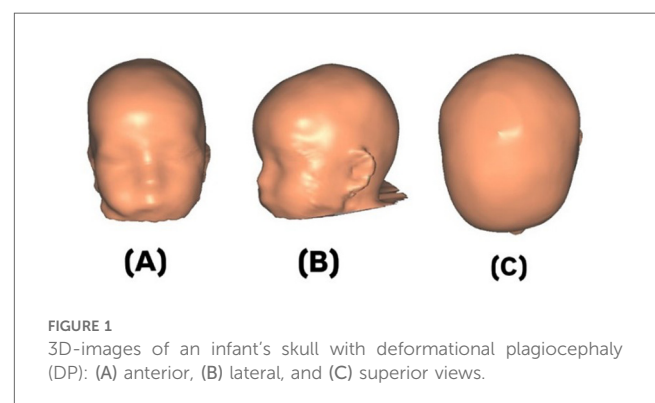 (A) (B) (C)
FIGURE 1
3D-images of an infant's skull with deformational plagiocephaly
(DP): (A) anterior, (B) lateral, and (C) superior views.